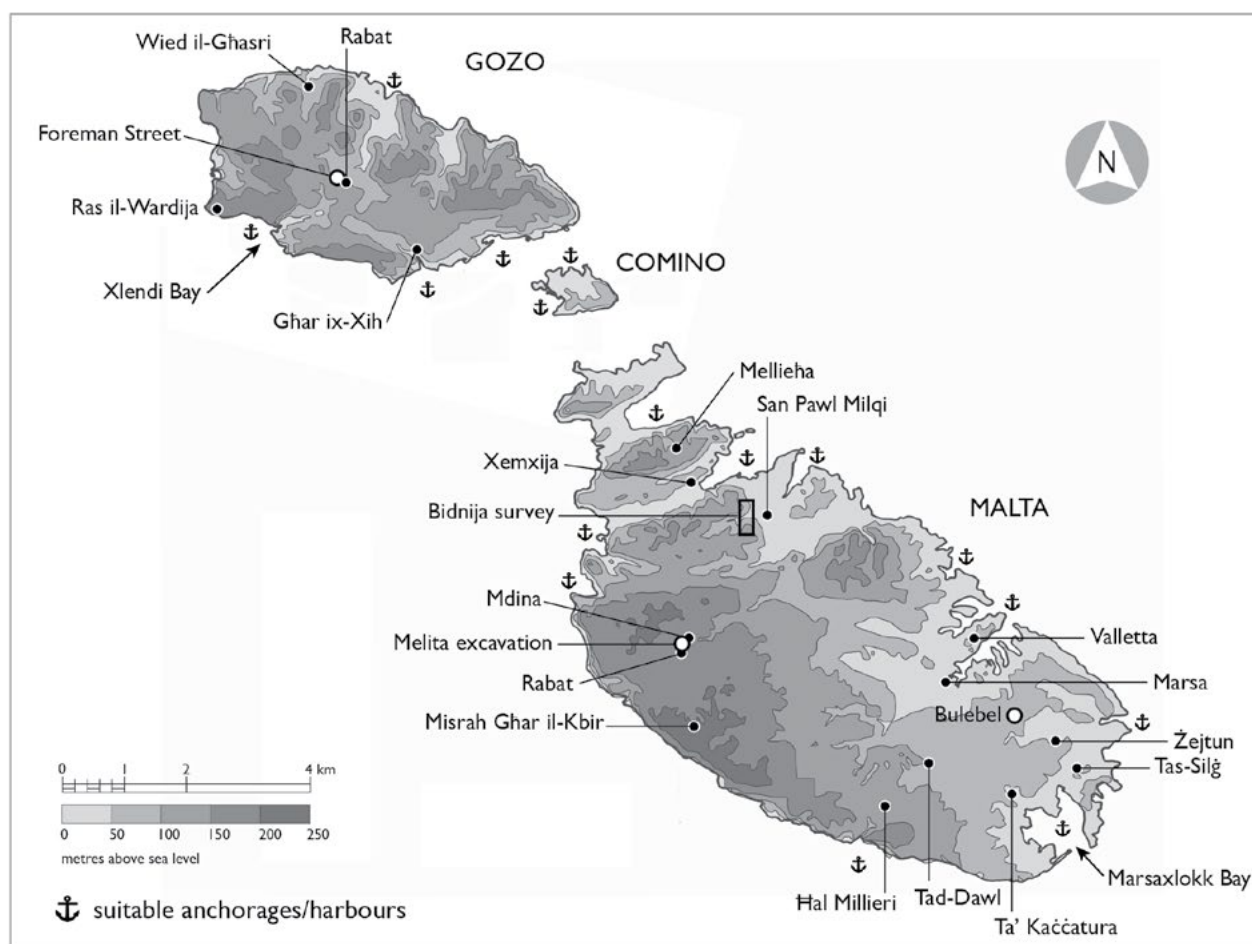 Wied il-Għasri
Rabat
GOZO
Foreman Street
N
Ras il-Wardija
COMINO
Xlendi Bay
Għar ix-Xih
Mellieha
San Pawl Milqi
Xemxija
Bidnija survey
MALTA
Mdina
Melita excavation
Valletta
Rabat
Marsa
Misrah Għar il-Kbir
Bulebel
Żejtun
Tas-Silġ
0 1 2 4 km
0 50 100 150 200 250
metres above sea level
Marsaxlokk Bay
Ħal Millieri
Tad-Dawl
Ta' Kaċċatura
suitable anchorages/harbours